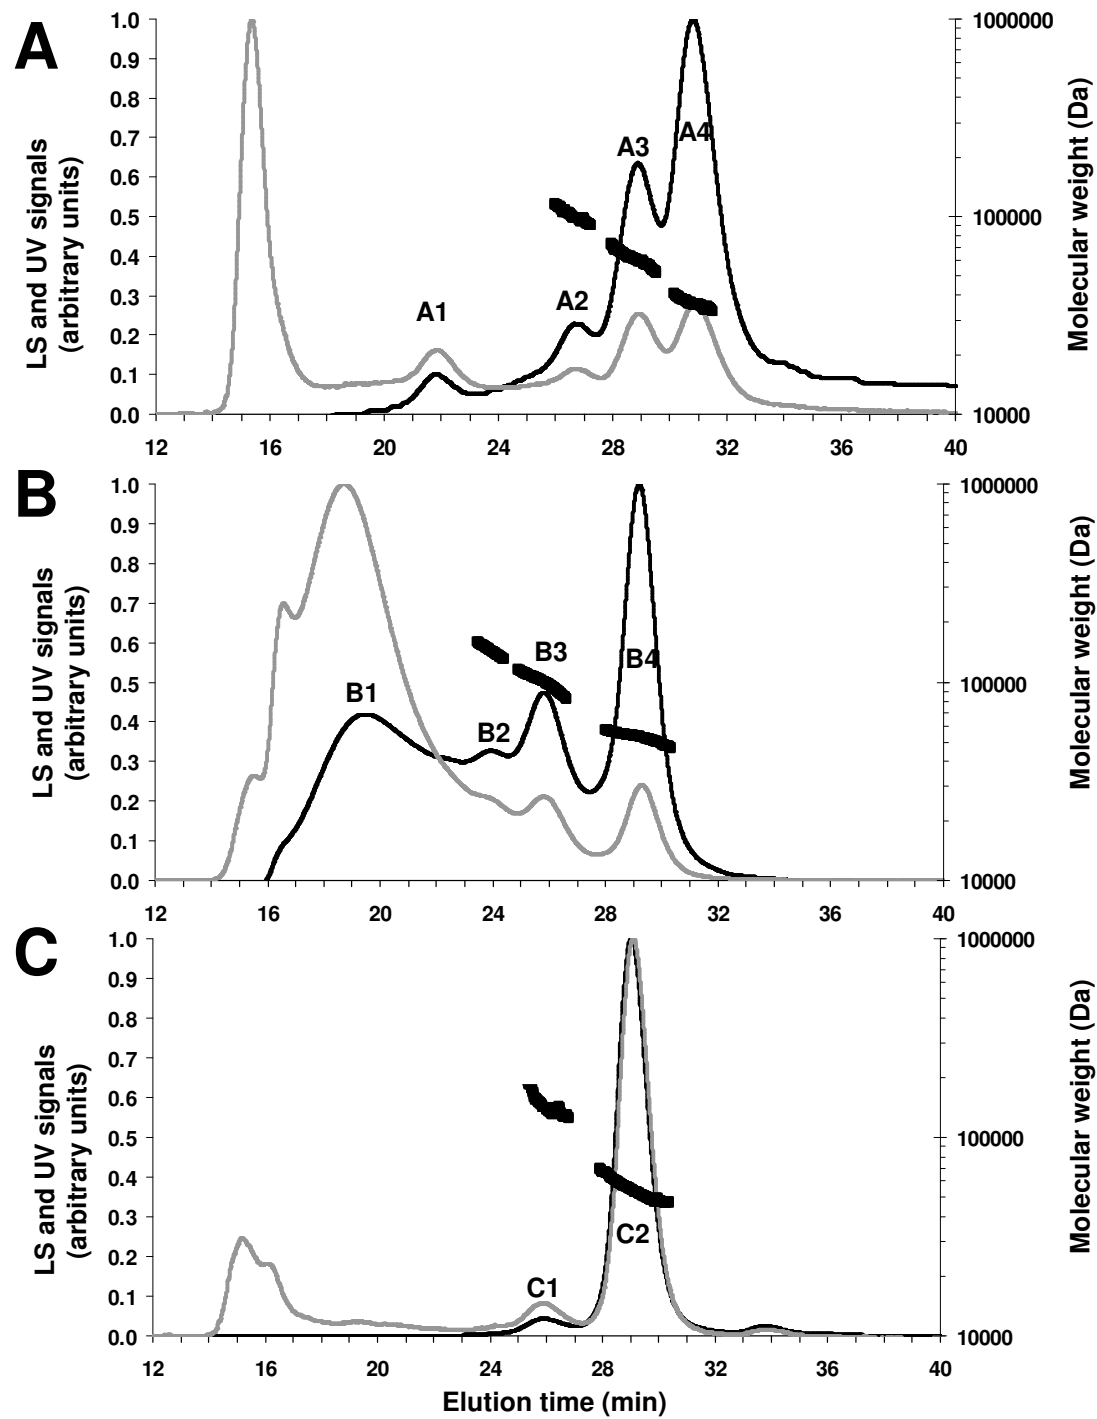 A
LS and UV signals
(arbitrary units)
1.0
0.9
0.8
0.7
0.6
0.5
0.4
0.3
0.2
0.1
0.0
A1
A2
A3
A4
1000000
100000
10000
Molecular weight (Da)
12
20
24
28
32
36
40
B
LS and UV signals
(arbitrary units)
1.0
0.9
0.8
0.7
0.6
0.5
0.4
0.3
0.2
0.1
0.0
B1
B2
B3
B4
1000000
100000
10000
Molecular weight (Da)
12
16
20
24
28
32
36
40
C
LS and UV signals
(arbitrary units)
1.0
0.9
0.8
0.7
0.6
0.5
0.4
0.3
0.2
0.1
0.0
C1
C2
1000000
100000
10000
Molecular weight (Da)
12
16
20
24
28
32
36
40
Elution time (min)